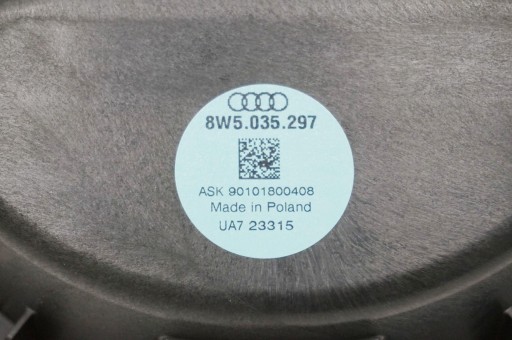 8W5.035.297
ASK 90101800408
Made in Poland
UA7 23315